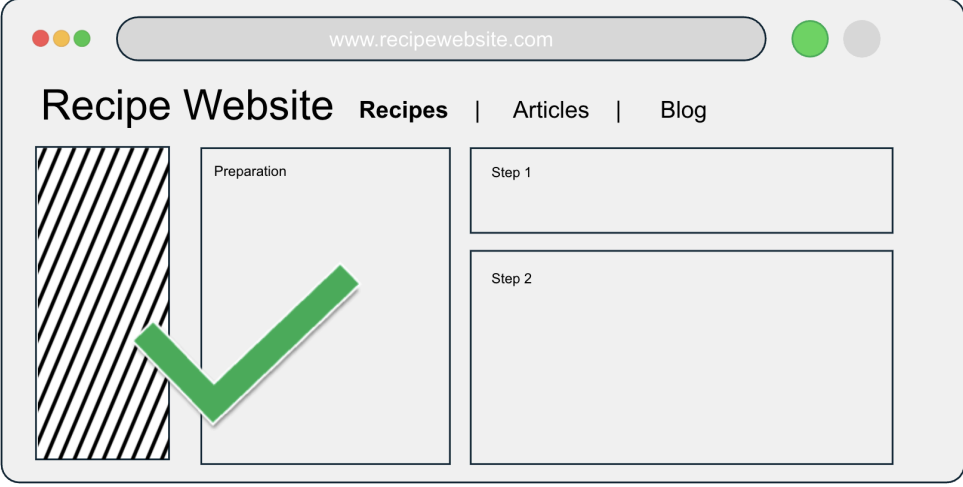 www.recipewebsite.com
Recipe Website Recipes | Articles | Blog
Preparation
Step 1
Step 2